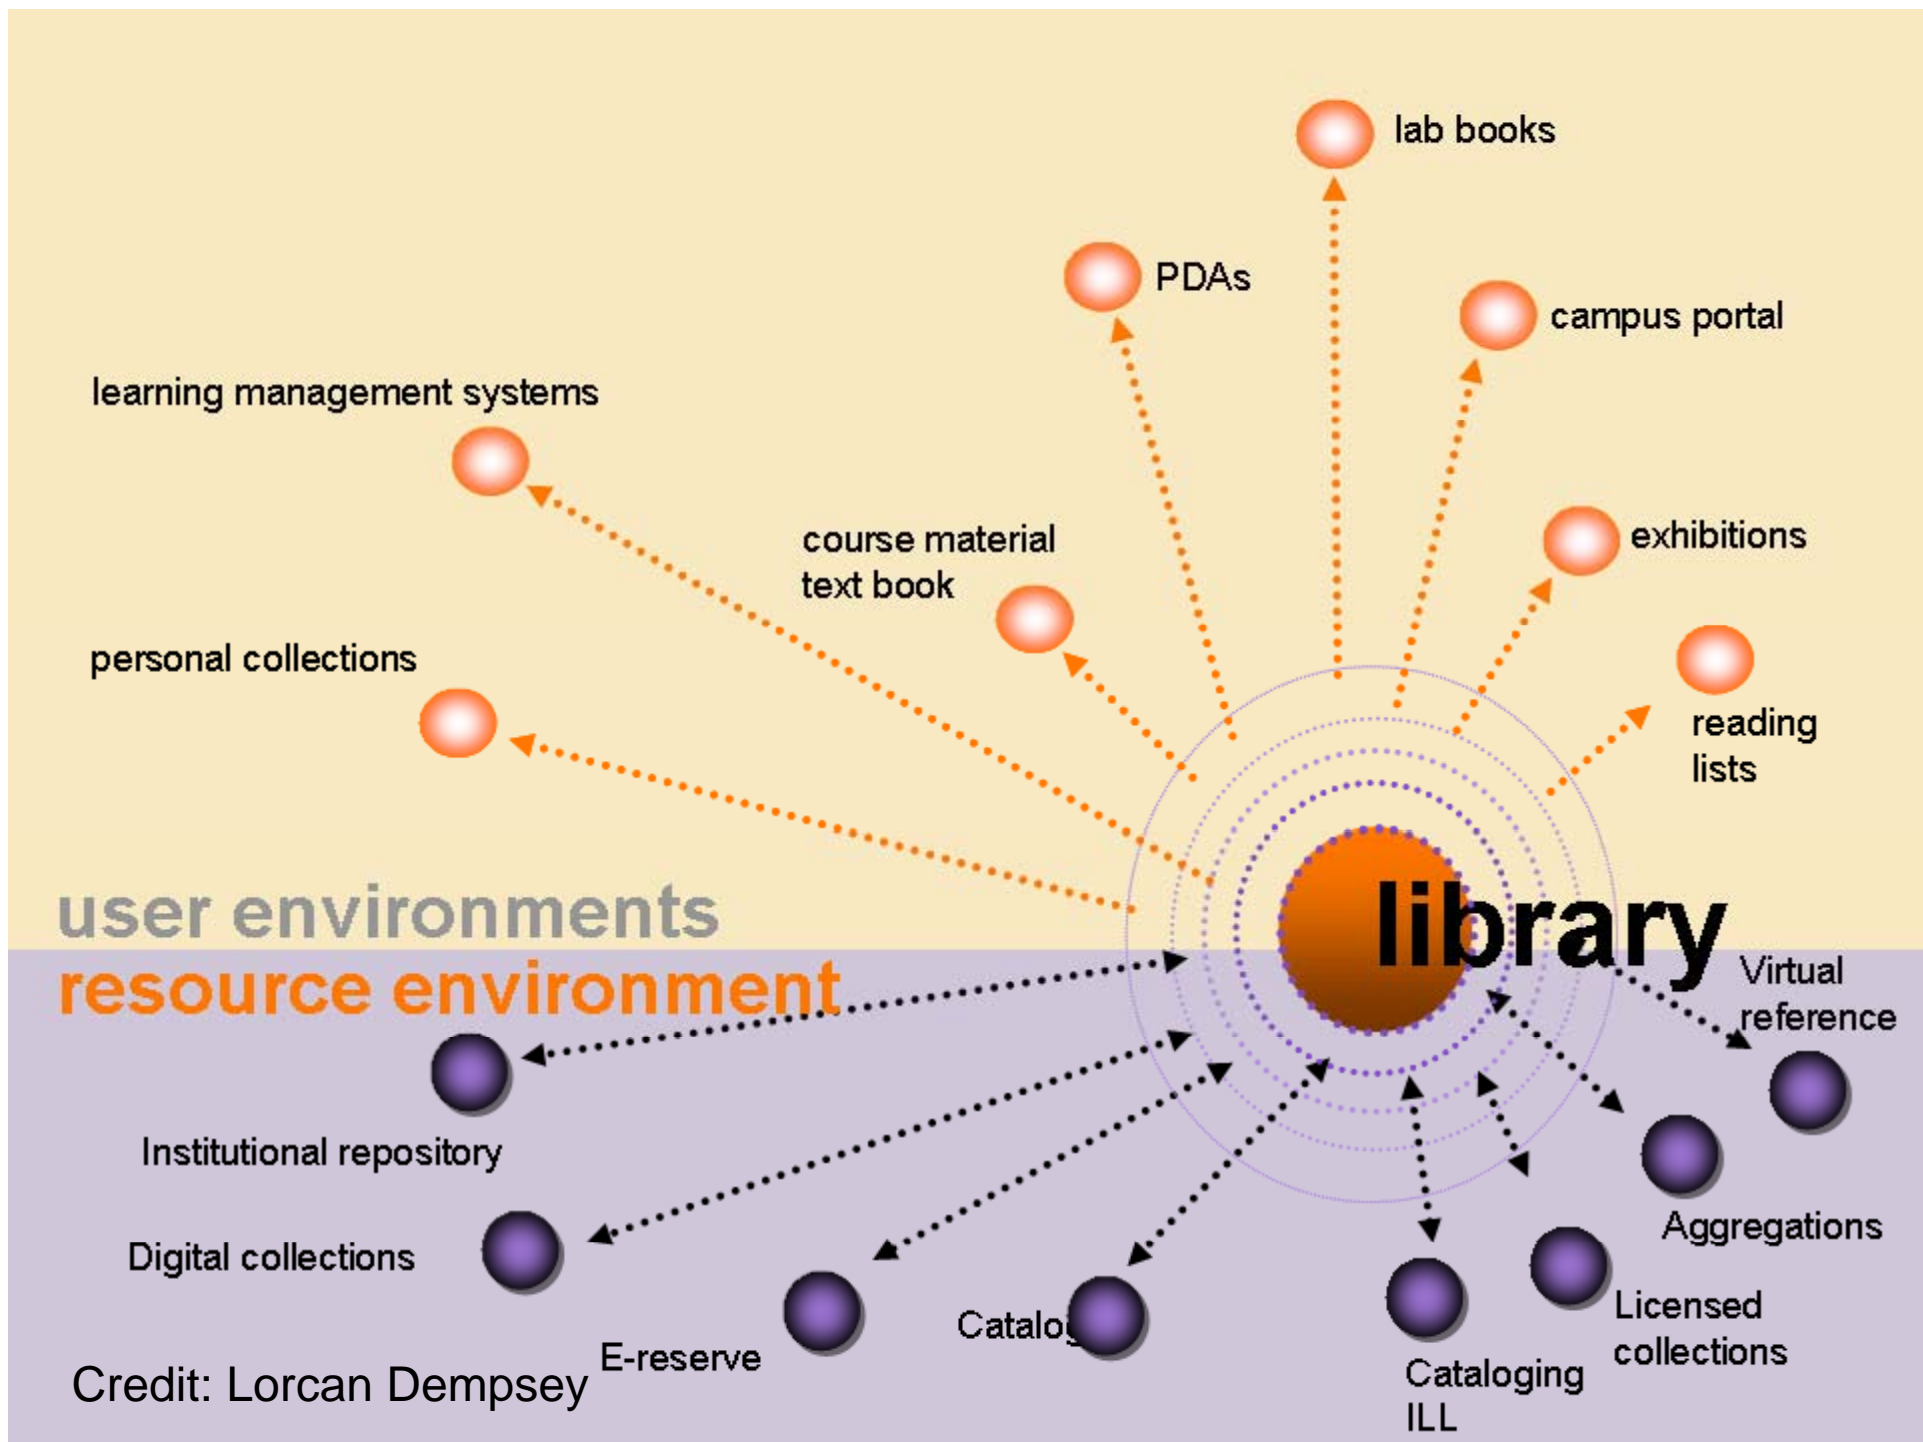 lab books
PDAs
campus portal
learning management systems
course material
text book
exhibitions
personal collections
reading
lists
user environments
library
resource environment
Virtual
reference
Institutional repository
Aggregations
Digital collections
Licensed
collections
E-reserve
Catalog
Cataloging
ILL
Credit: Lorcan Dempsey